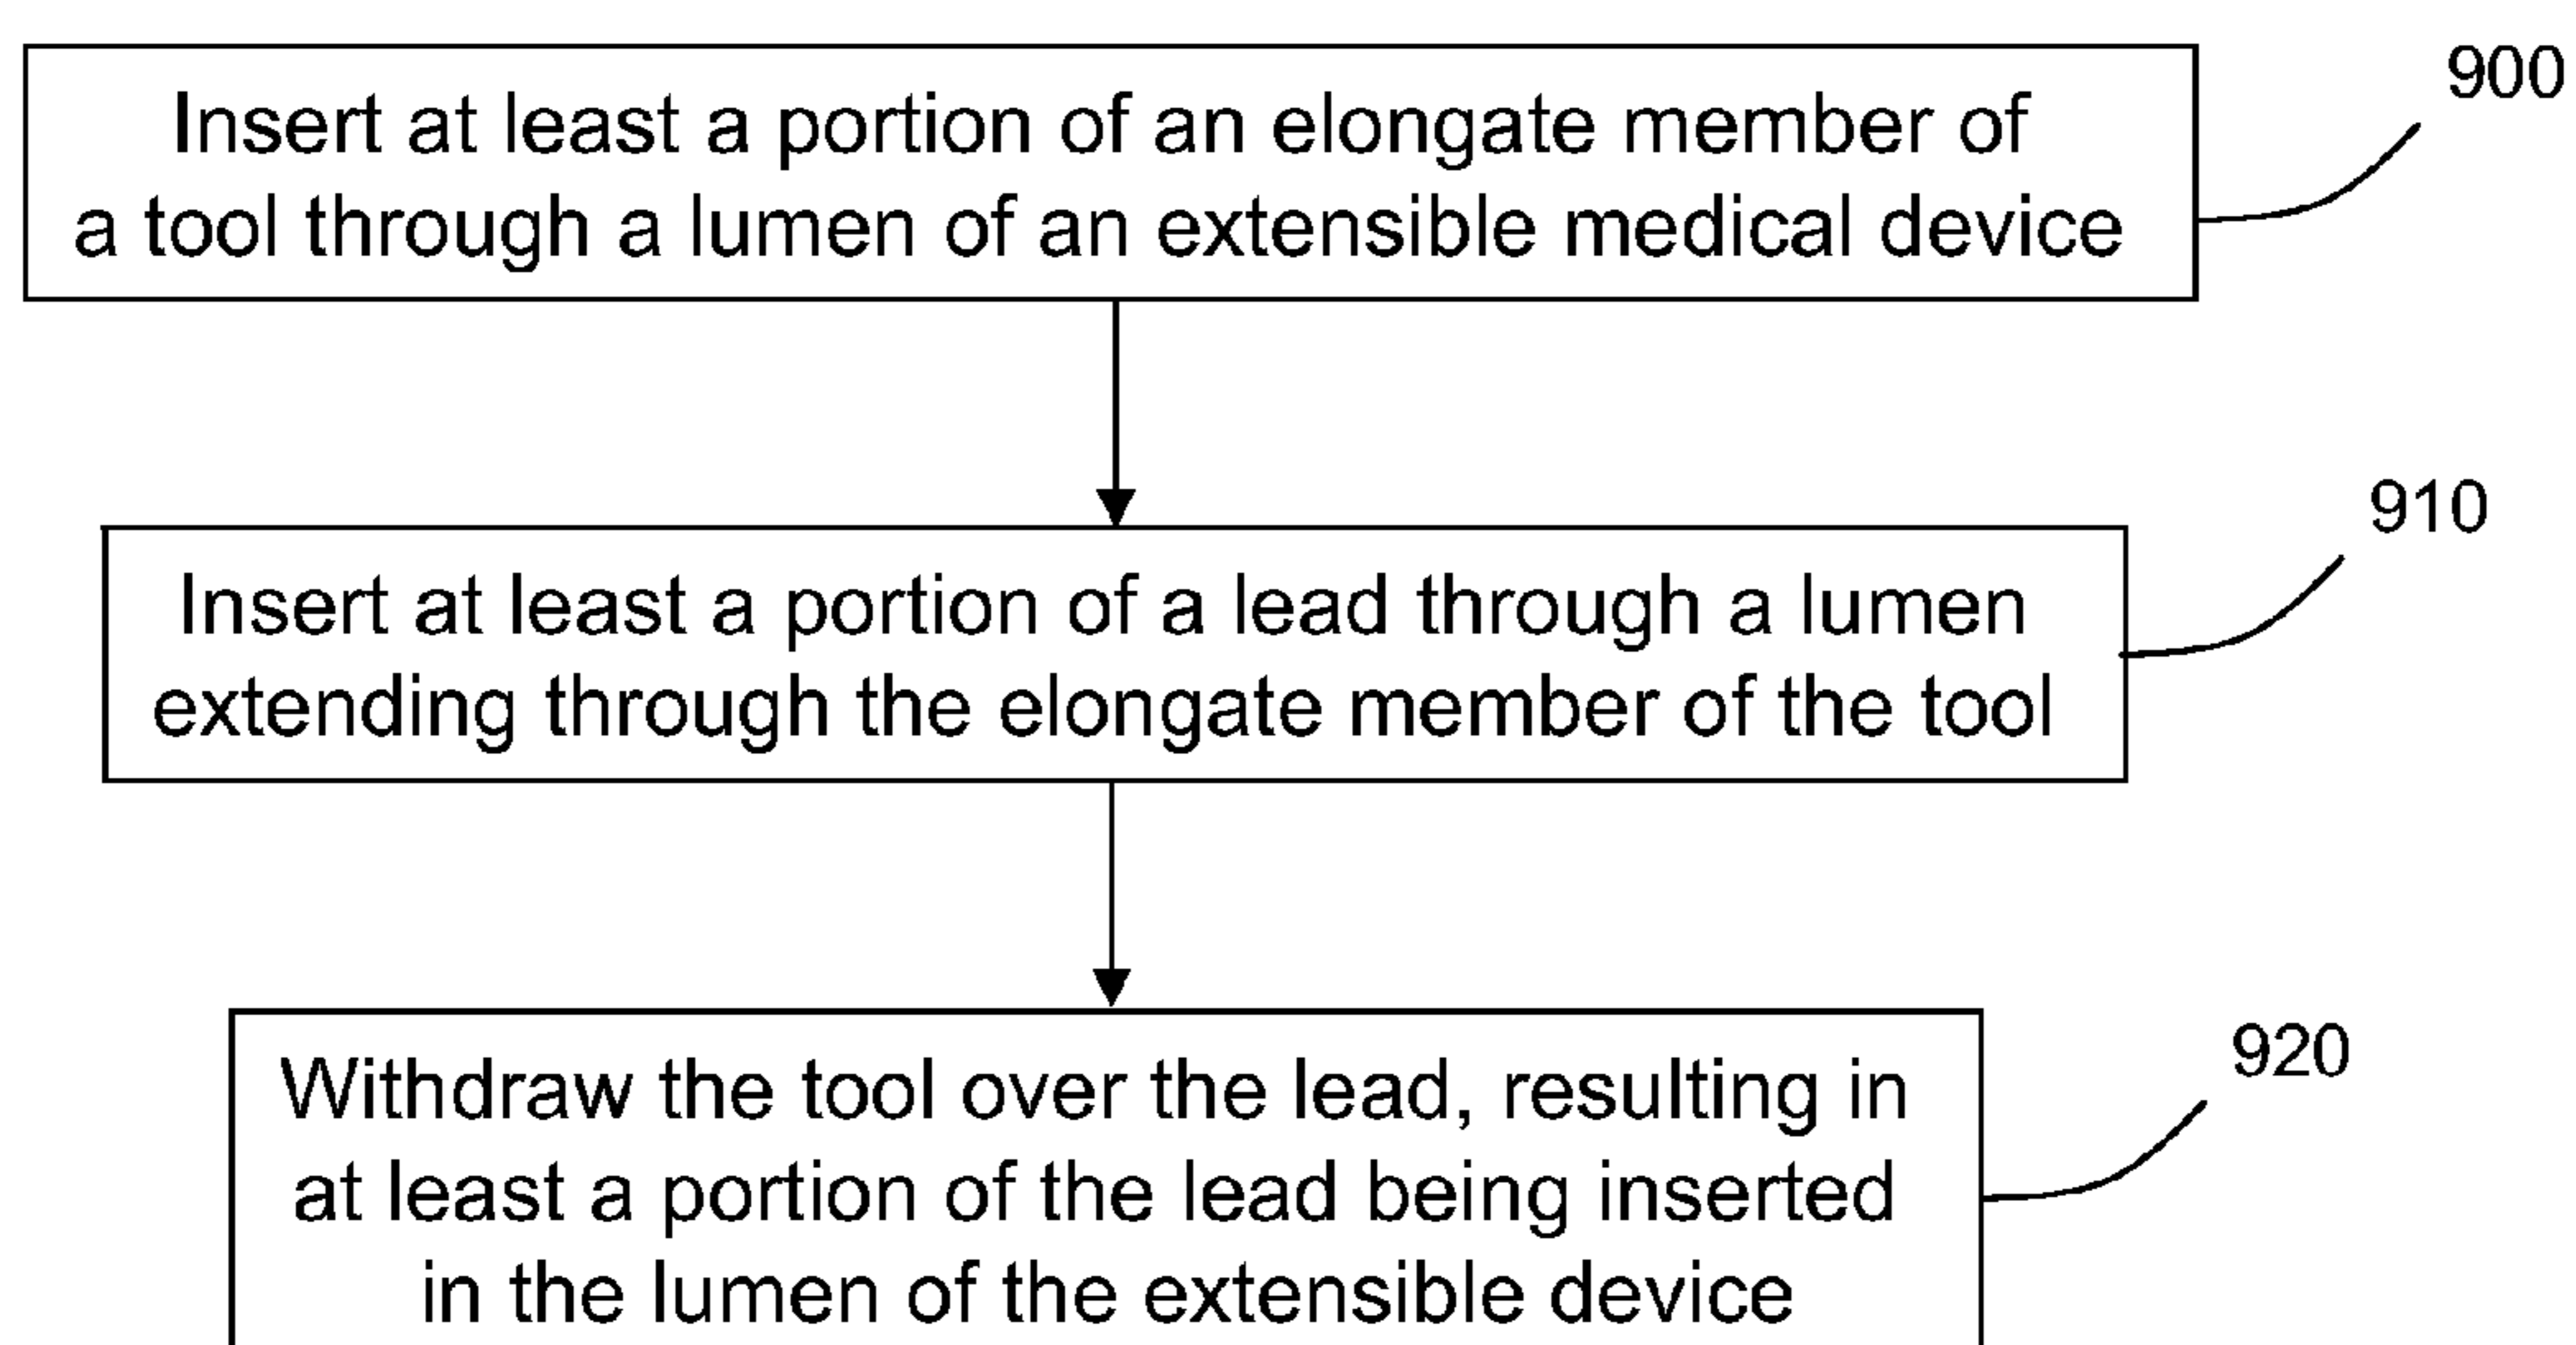 900
Insert at least a portion of an elongate member of
a tool through a lumen of an extensible medical device
910
Insert at least a portion of a lead through a lumen
extending through the elongate member of the tool
920
Withdraw the tool over the lead, resulting in
at least a portion of the lead being inserted
in the lumen of the extensible device